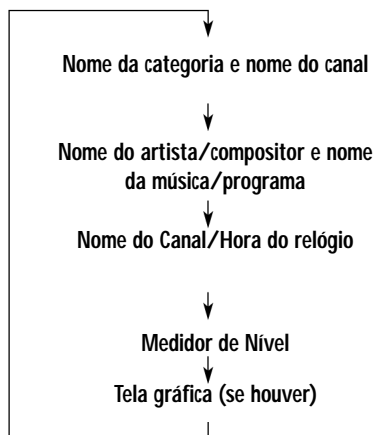 Nome da categoria e nome do canal
Nome do artista/compositor e nome
da música/programa
Nome do Canal/Hora do relógio
Medidor de Nível
Tela gráfica (se houver)